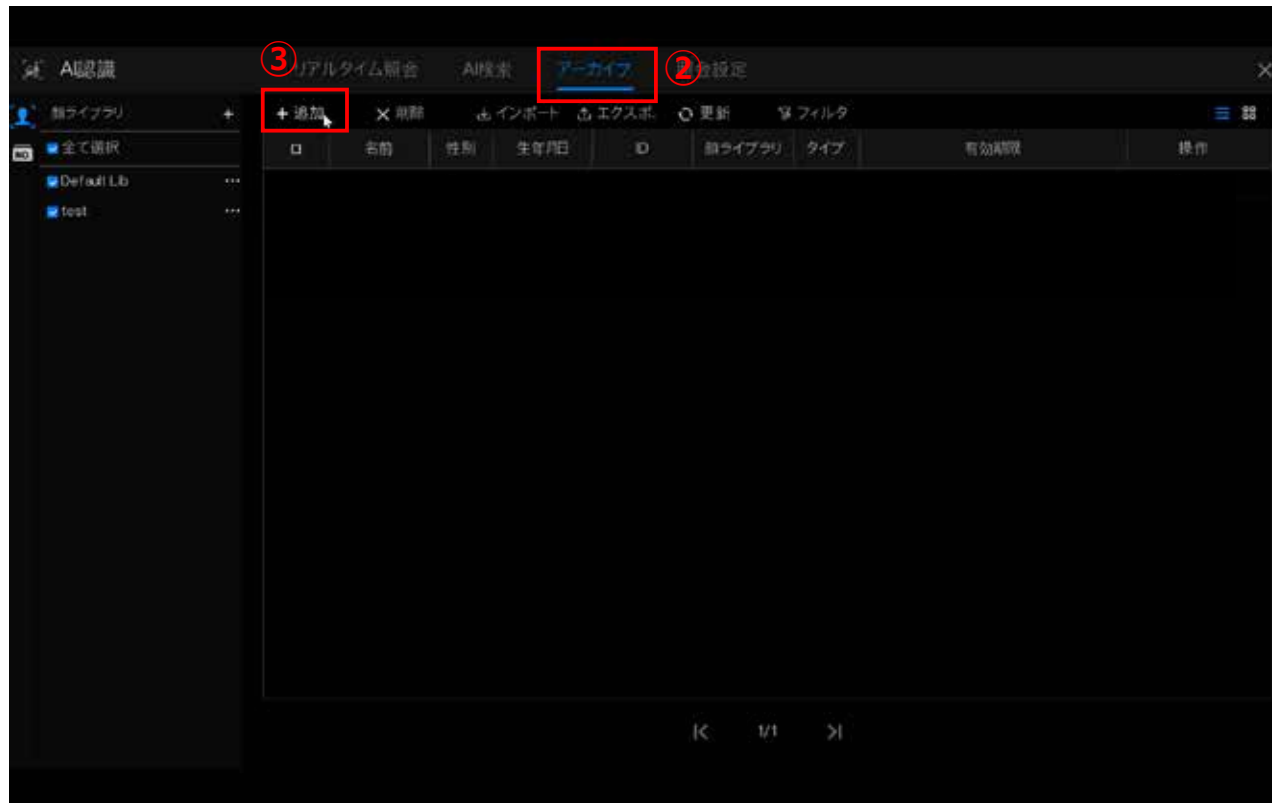 ③ ②
AI認識 リアルタイム照合 AI検索 アーカイブ 照合設定
顔ライブラリ + + 追加 × 削除 インポート エクスポ. 更新 フィルタ
NO 全て選択 名前 性別 生年月日 ID 顔ライブラリ タイプ 有効期限 操作
Default Lib ...
test ...
1/1